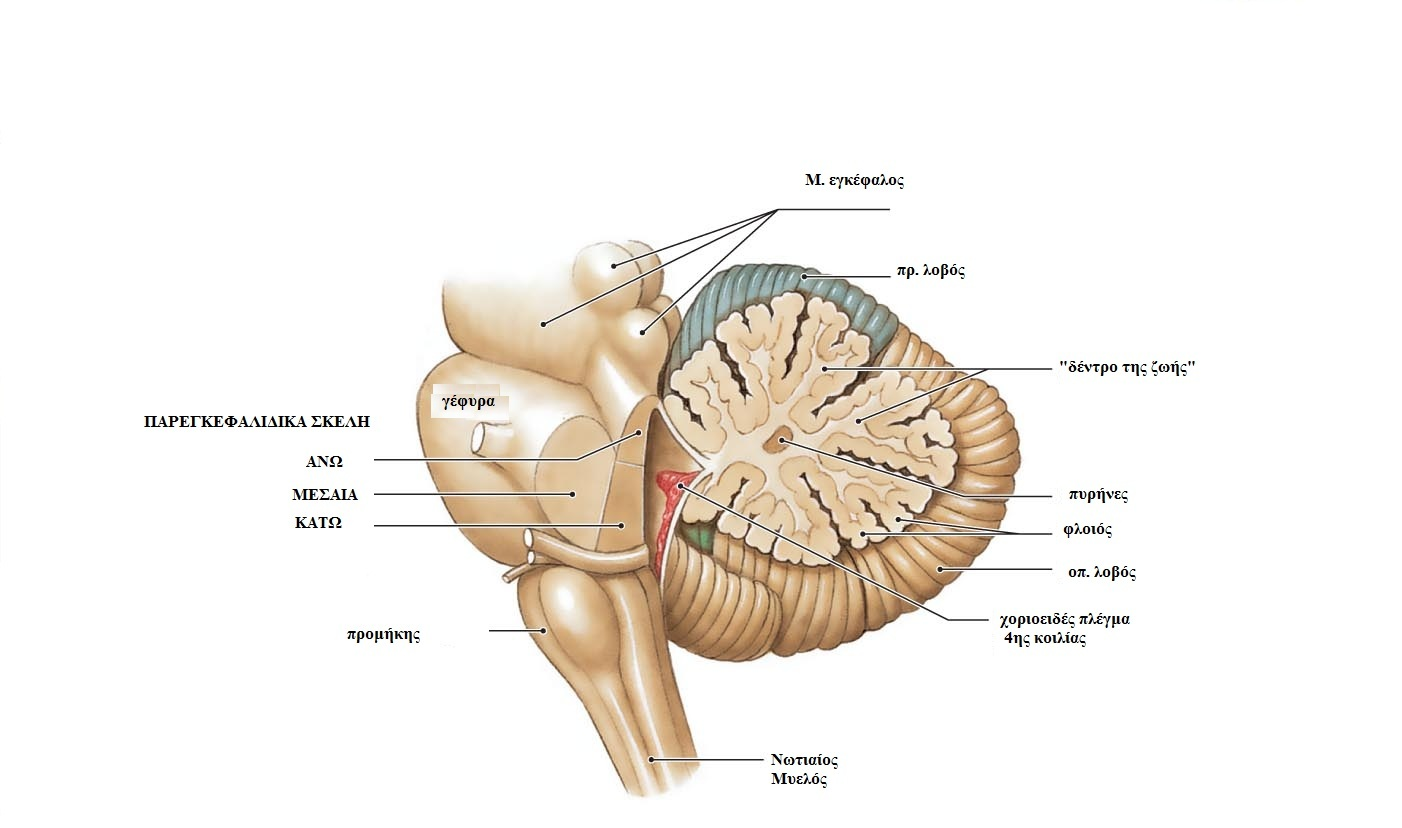 Μ. εγκέφαλος
πρ. λοβός
"δέντρο της ζωής"
γέφυρα
ΠΑΡΕΓΚΕΦΑΛΙΔΙΚΑ ΣΚΕΛΗ
ΑΝΩ
ΜΕΣΑΙΑ
ΚΑΤΩ
πυρήνες
φλοιός
οπ. λοβός
χοριοειδές πλέγμα
4ης κοιλίας
προμήκης
Νωτιαίος
Μυελός